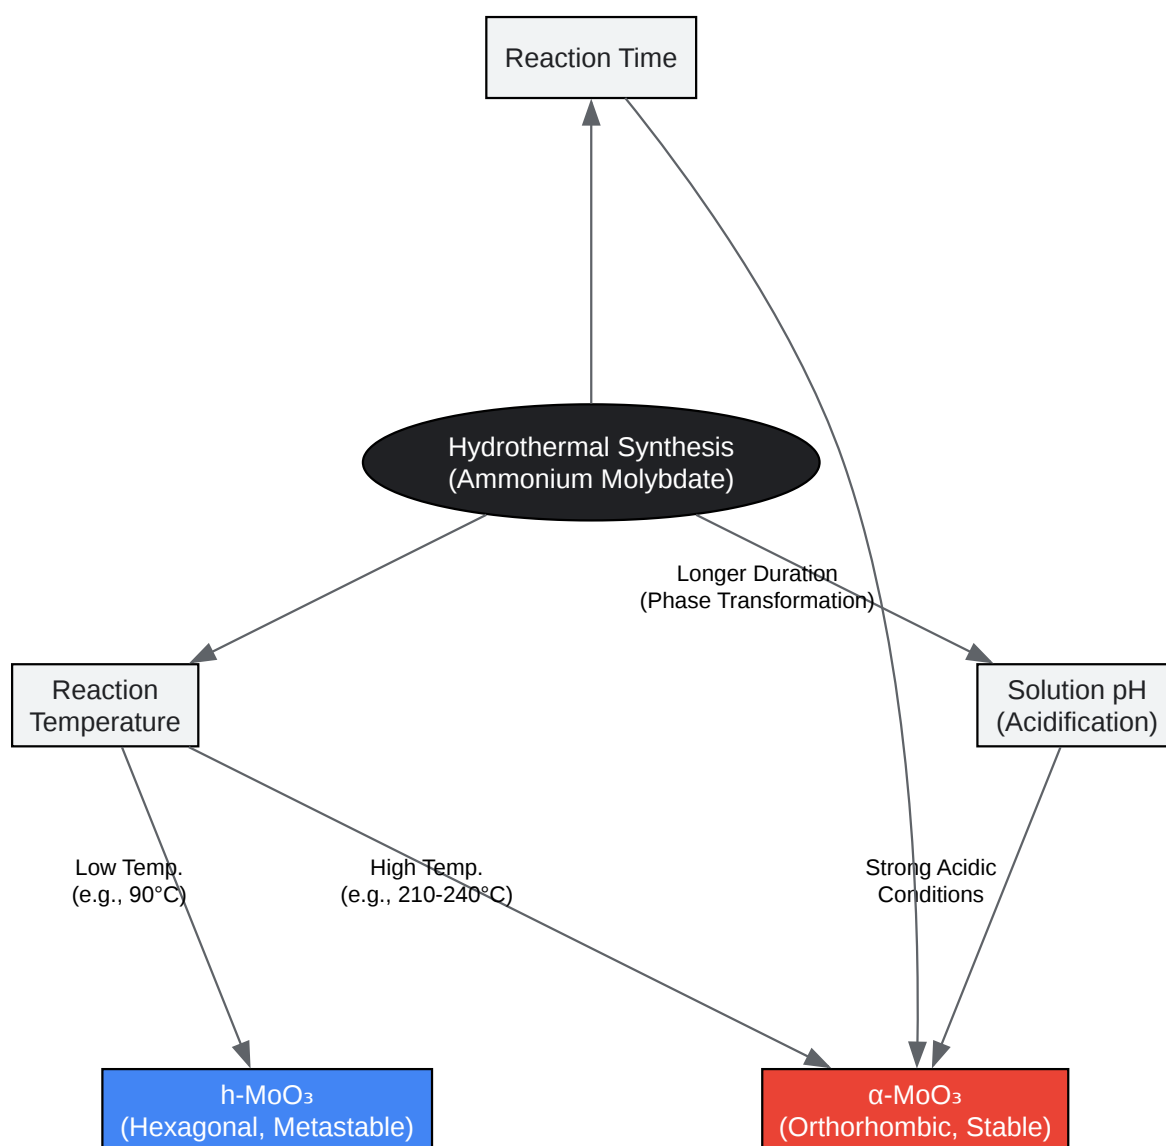 Reaction Time
Hydrothermal Synthesis
(Ammonium Molybdate)
Longer Duration
(Phase Transformation)
Reaction
Temperature
Solution pH
(Acidification)
Low Temp.
(e.g., 90°C)
High Temp.
(e.g., 210-240°C)
Strong Acidic
Conditions
h-MoO₃
(Hexagonal, Metastable)
α-MoO₃
(Orthorhombic, Stable)